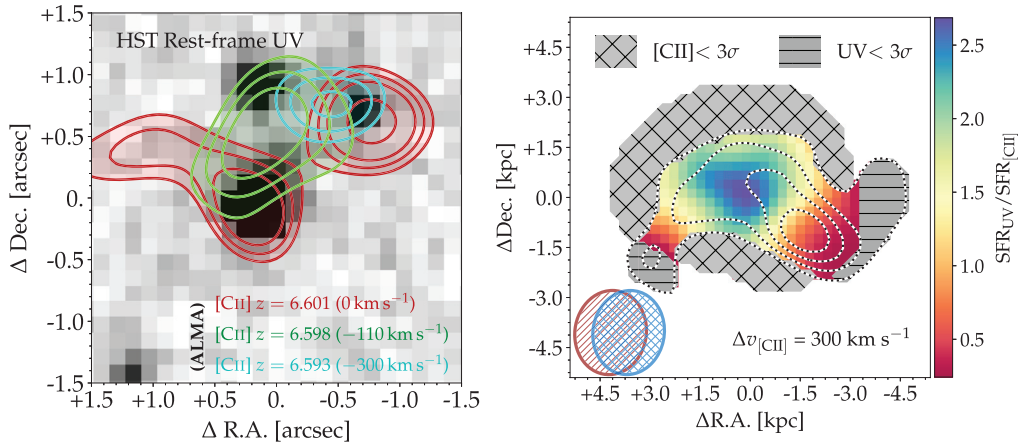 HST Rest-frame UV
[CII] z = 6.601 (0 km s⁻¹)
[CII] z = 6.598 (−110 km s⁻¹)
[CII] z = 6.593 (−300 km s⁻¹)
(ALMA)
+1.5
+1.0
+0.5
0.
-0.5
-1.0
-1.5
Δ Dec. [arcsec]
+1.5 +1.0 +0.5 0. -0.5 -1.0 -1.5
Δ R.A. [arcsec]
[CII]< 3σ
UV< 3σ
Δv[CII] = 300 km s⁻¹
+4.5
+3.0
+1.5
0.0
-1.5
-3.0
-4.5
ΔDec. [kpc]
+4.5 +3.0 +1.5 0.0 -1.5 -3.0 -4.5
ΔR.A. [kpc]
2.5
2.0
1.5
1.0
0.5
SFR_UV/SFR_[CII]